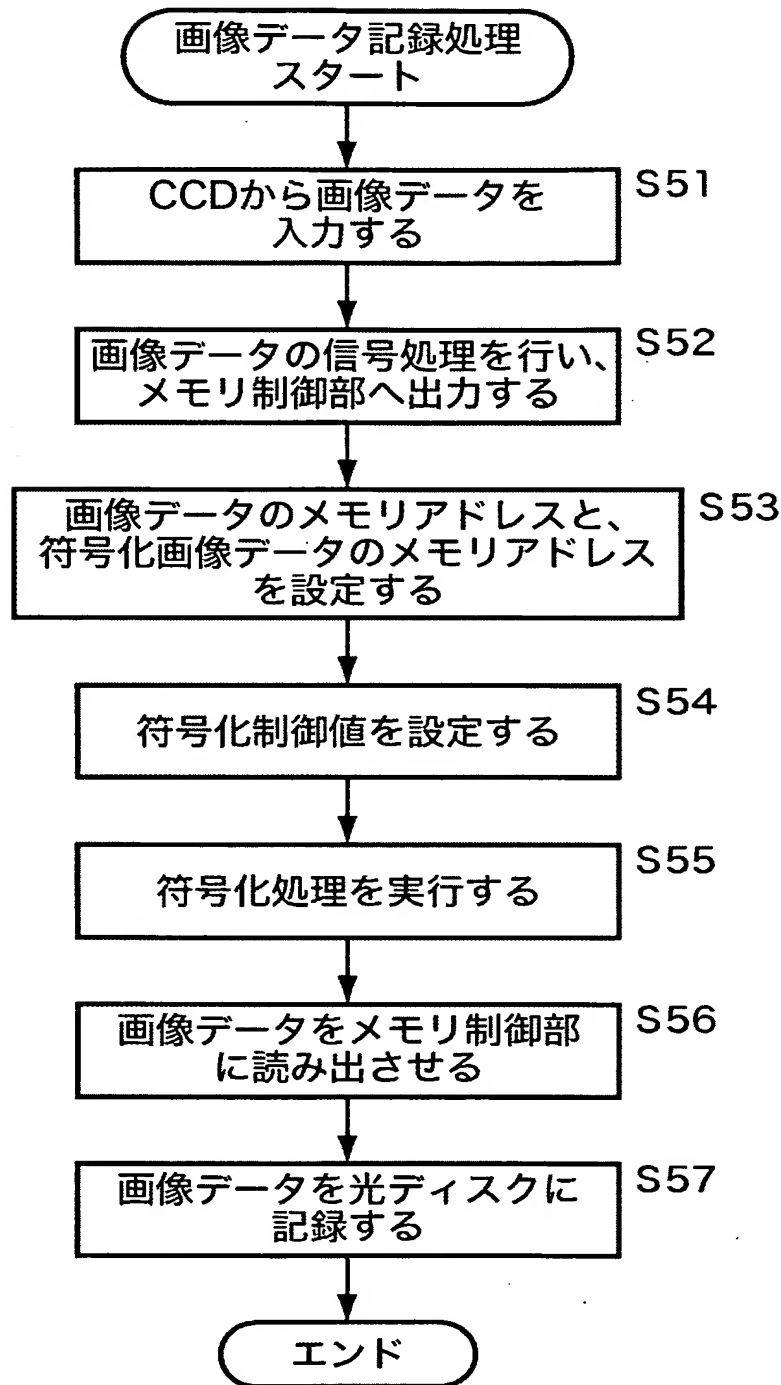 画像データ記録処理
スタート
CCDから画像データを
入力する
S51
画像データの信号処理を行い、
メモリ制御部へ出力する
S52
画像データのメモリアドレスと、
符号化画像データのメモリアドレス
を設定する
S53
符号化制御値を設定する
S54
符号化処理を実行する
S55
画像データをメモリ制御部
に読み出させる
S56
画像データを光ディスクに
記録する
S57
エンド